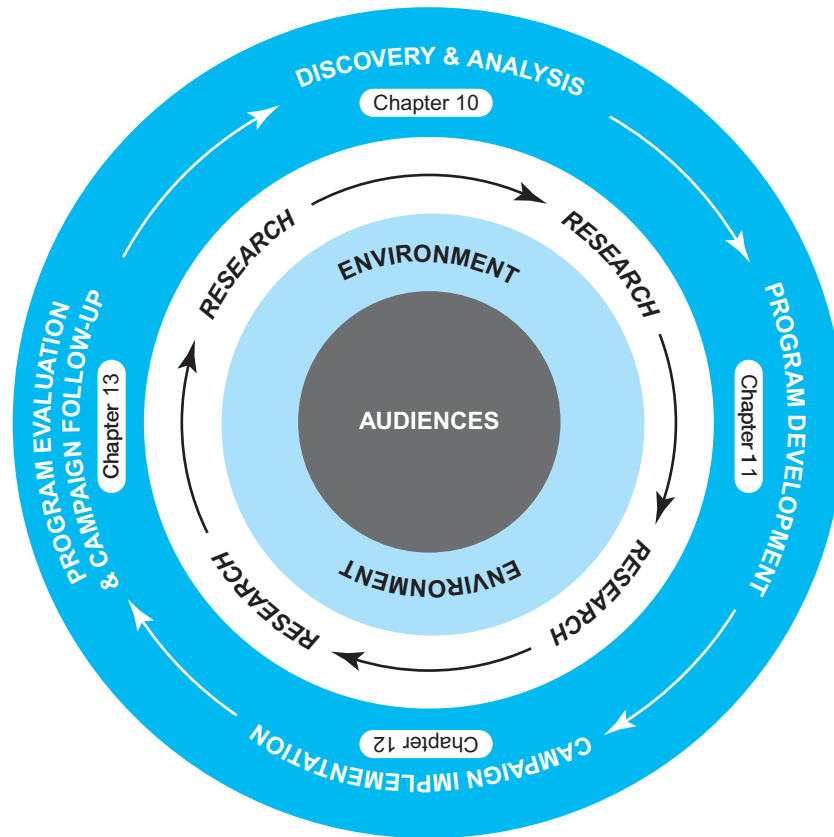 DISCOVERY & ANALYSIS
Chapter 10
PROGRAM DEVELOPMENT
Chapter 11
CAMPAIGN IMPLEMENTATION
Chapter 12
PROGRAM EVALUATION
& CAMPAIGN FOLLOW-UP
Chapter 13
RESEARCH
RESEARCH
RESEARCH
RESEARCH
ENVIRONMENT
AUDIENCES
ENVIRONMENT